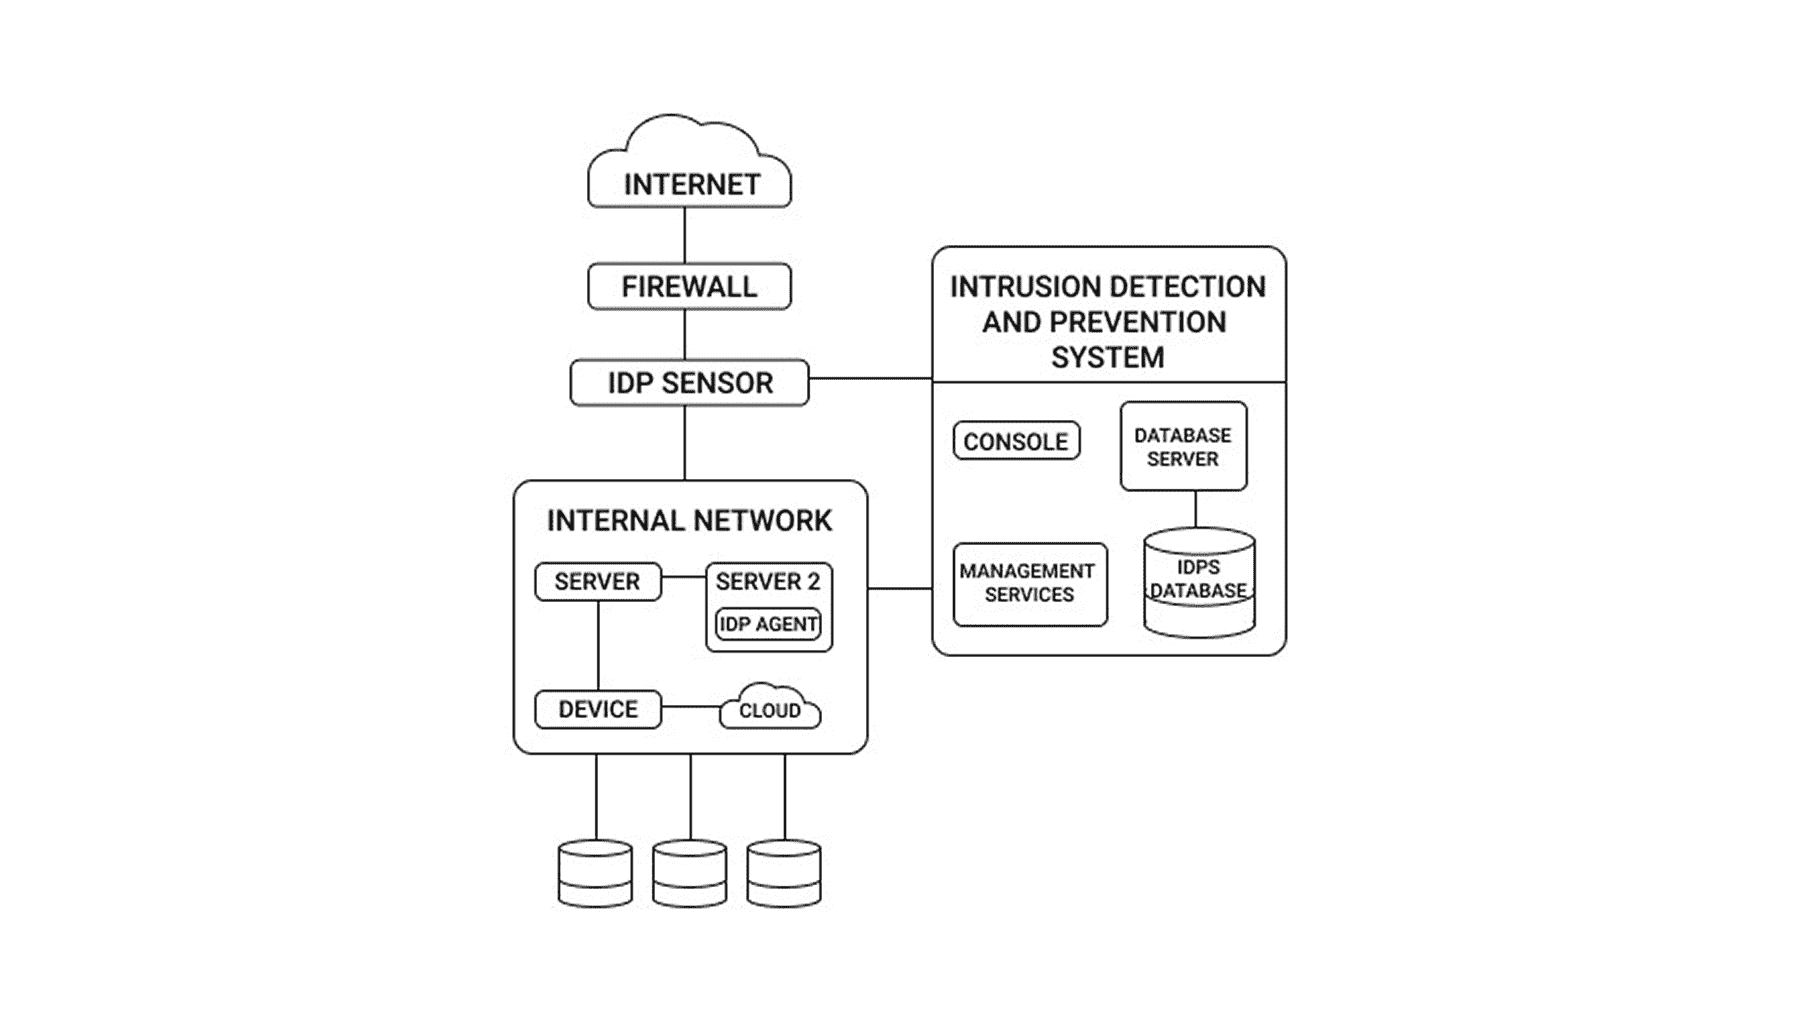 INTERNET
FIREWALL
IDP SENSOR
INTRUSION DETECTION
AND PREVENTION
SYSTEM
CONSOLE
DATABASE
SERVER
MANAGEMENT
SERVICES
IDPS
DATABASE
INTERNAL NETWORK
SERVER
SERVER 2
IDP AGENT
DEVICE
CLOUD